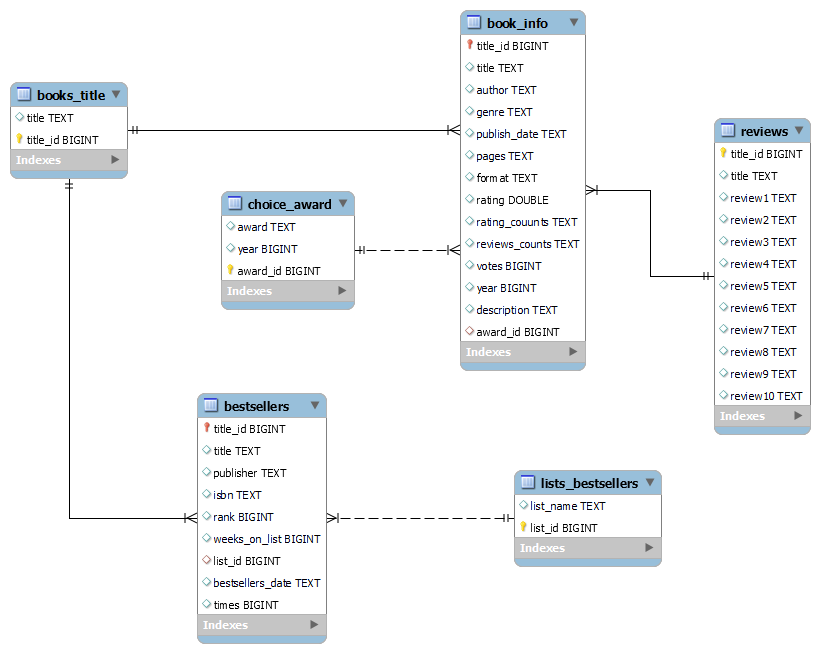 book_info
title_id BIGINT
title TEXT
author TEXT
genre TEXT
publish_date TEXT
pages TEXT
format TEXT
rating DOUBLE
rating_couunts TEXT
reviews_counts TEXT
votes BIGINT
year BIGINT
description TEXT
award_id BIGINT
Indexes
books_title
title TEXT
title_id BIGINT
Indexes
reviews
title_id BIGINT
title TEXT
review1 TEXT
review2 TEXT
review3 TEXT
review4 TEXT
review5 TEXT
review6 TEXT
review7 TEXT
review8 TEXT
review9 TEXT
review10 TEXT
Indexes
choice_award
award TEXT
year BIGINT
award_id BIGINT
Indexes
bestsellers
title_id BIGINT
title TEXT
publisher TEXT
isbn TEXT
rank BIGINT
weeks_on_list BIGINT
list_id BIGINT
bestsellers_date TEXT
times BIGINT
Indexes
lists_bestsellers
list_name TEXT
list_id BIGINT
Indexes